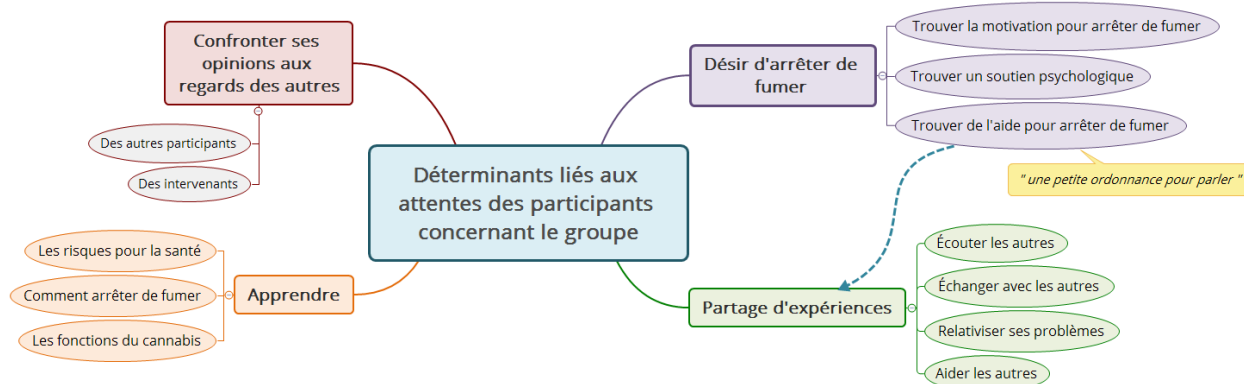 Confronter ses
opinions aux
regards des autres
Des autres participants
Des intervenants
Désir d'arrêter de
fumer
Trouver la motivation pour arrêter de fumer
Trouver un soutien psychologique
Trouver de l'aide pour arrêter de fumer
" une petite ordonnance pour parler "
Déterminants liés aux
attentes des participants
concernant le groupe
Les risques pour la santé
Comment arrêter de fumer
Les fonctions du cannabis
Apprendre
Partage d'expériences
Écouter les autres
Échanger avec les autres
Relativiser ses problèmes
Aider les autres